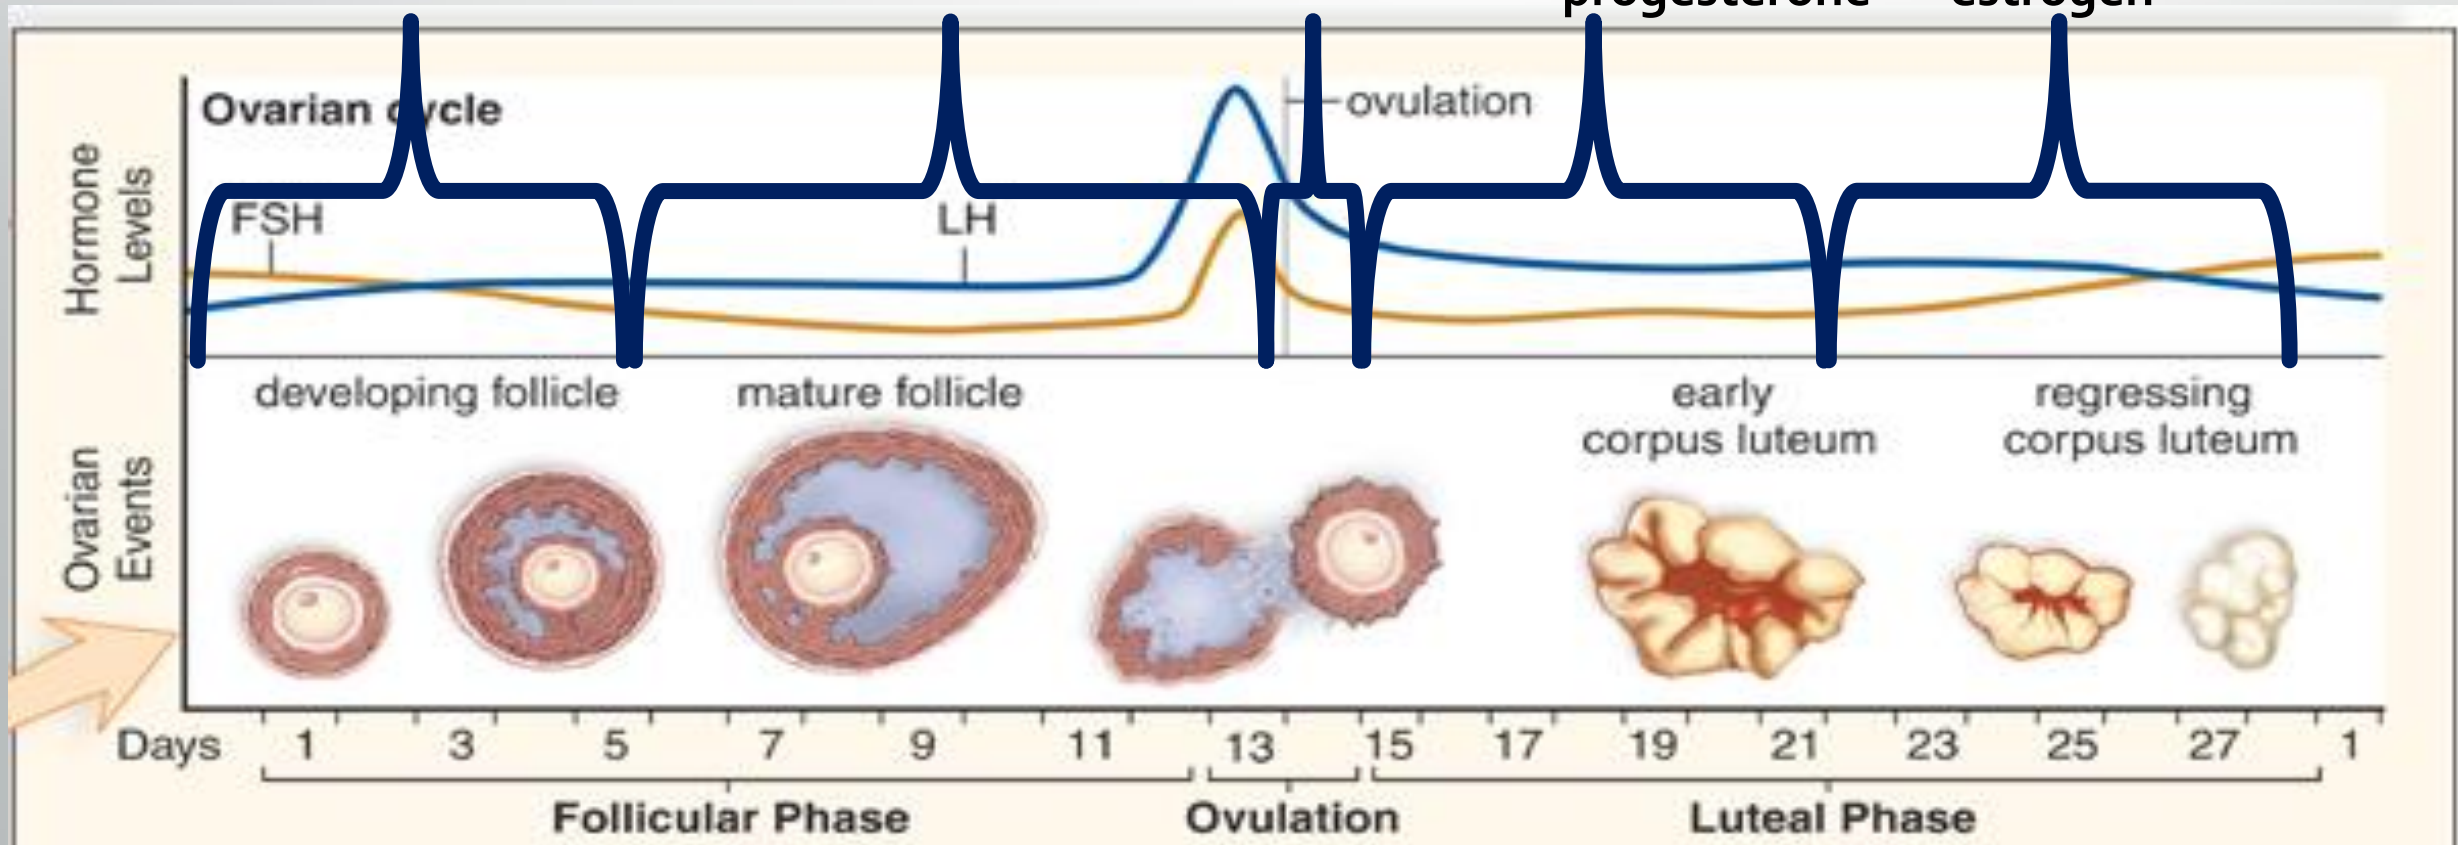 progesterone estrogen
Ovarian cycle
ovulation
Hormone
Levels
FSH
LH
developing follicle
mature follicle
early
corpus luteum
regressing
corpus luteum
Ovarian
Events
Days 1 3 5 7 9 11 13 15 17 19 21 23 25 27 1
Follicular Phase
Ovulation
Luteal Phase